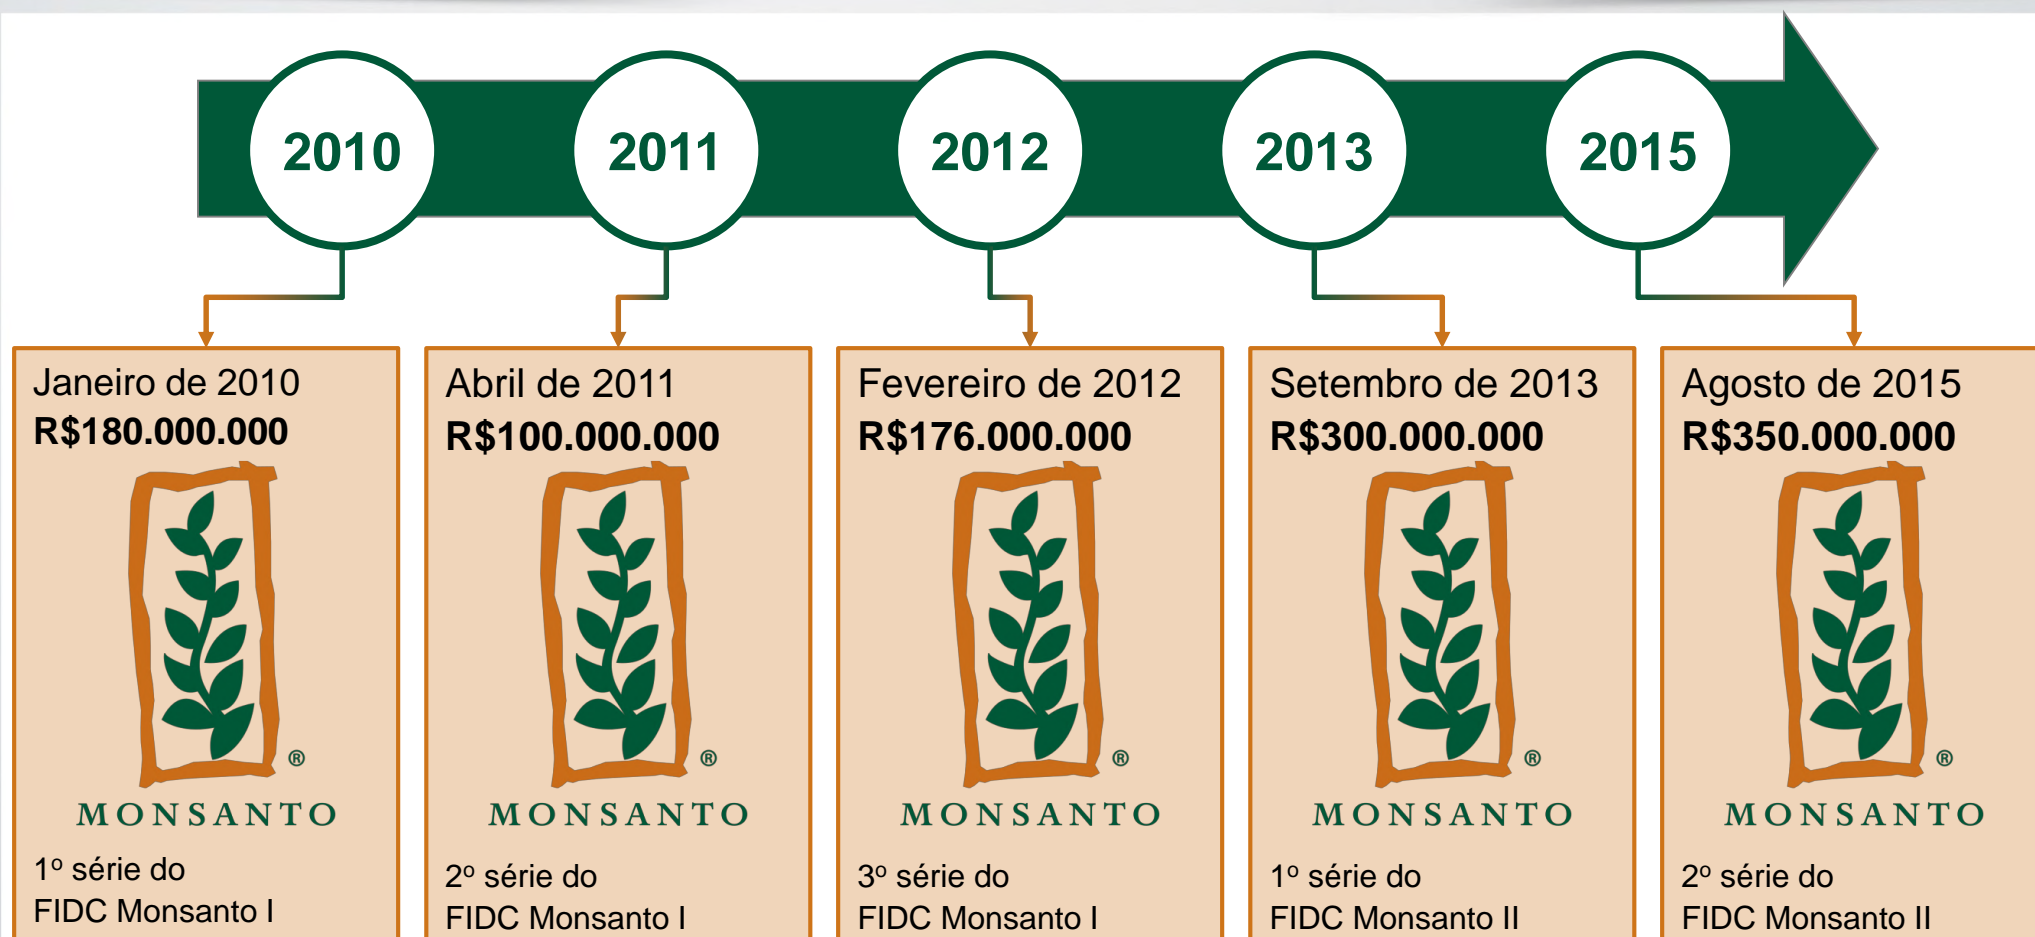 2010
2011
2012
2013
2015
Janeiro de 2010
R$180.000.000
MONSANTO
®
1º série do
FIDC Monsanto I
Abril de 2011
R$100.000.000
MONSANTO
®
2º série do
FIDC Monsanto I
Fevereiro de 2012
R$176.000.000
MONSANTO
®
3º série do
FIDC Monsanto I
Setembro de 2013
R$300.000.000
MONSANTO
®
1º série do
FIDC Monsanto II
Agosto de 2015
R$350.000.000
MONSANTO
®
2º série do
FIDC Monsanto II